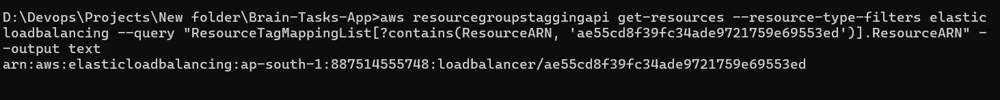 D:\Devops\Projects\New folder\Brain-Tasks-App>aws resourcegroupstaggingapi get-resources --resource-type-filters elastic
loadbalancing --query "ResourceTagMappingList[?contains(ResourceARN, 'ae55cd8f39fc34ade9721759e69553ed')].ResourceARN" -
-output text
arn:aws:elasticloadbalancing:ap-south-1:887514555748:loadbalancer/ae55cd8f39fc34ade9721759e69553ed